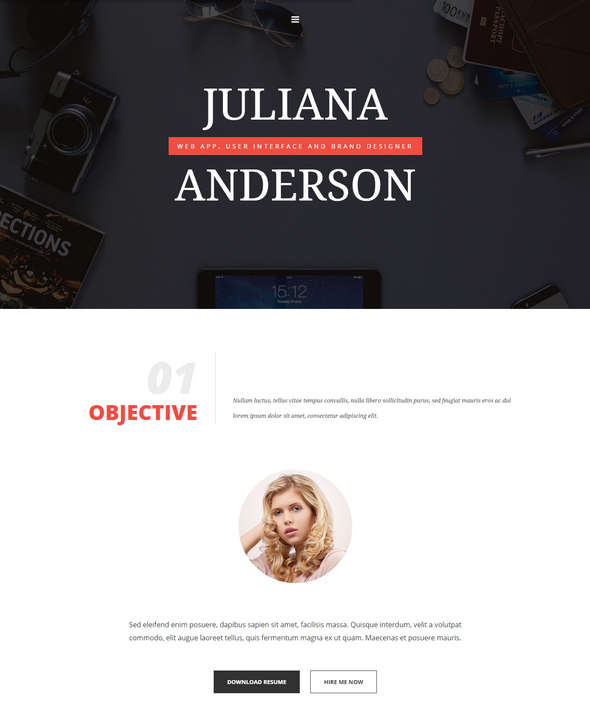 JULIANA
WEB APP, USER INTERFACE AND BRAND DESIGNER
ANDERSON
PASSPORT
ECTIONS
15:12
01
OBJECTIVE
Nullam luctus, tellus vitae tempus convallis, nulla libero sollicitudin purus, sed feugiat mauris eros ac dui
lorem ipsum dolor sit amet, consectetur adipiscing elit.
Sed eleifend enim posuere, dapibus sapien sit amet, facilisis massa. Quisque interdum, velit a volutpat
commodo, elit augue laoreet tellus, quis fermentum magna ex ut quam. Maecenas et posuere mauris.
DOWNLOAD RESUME
HIRE ME NOW